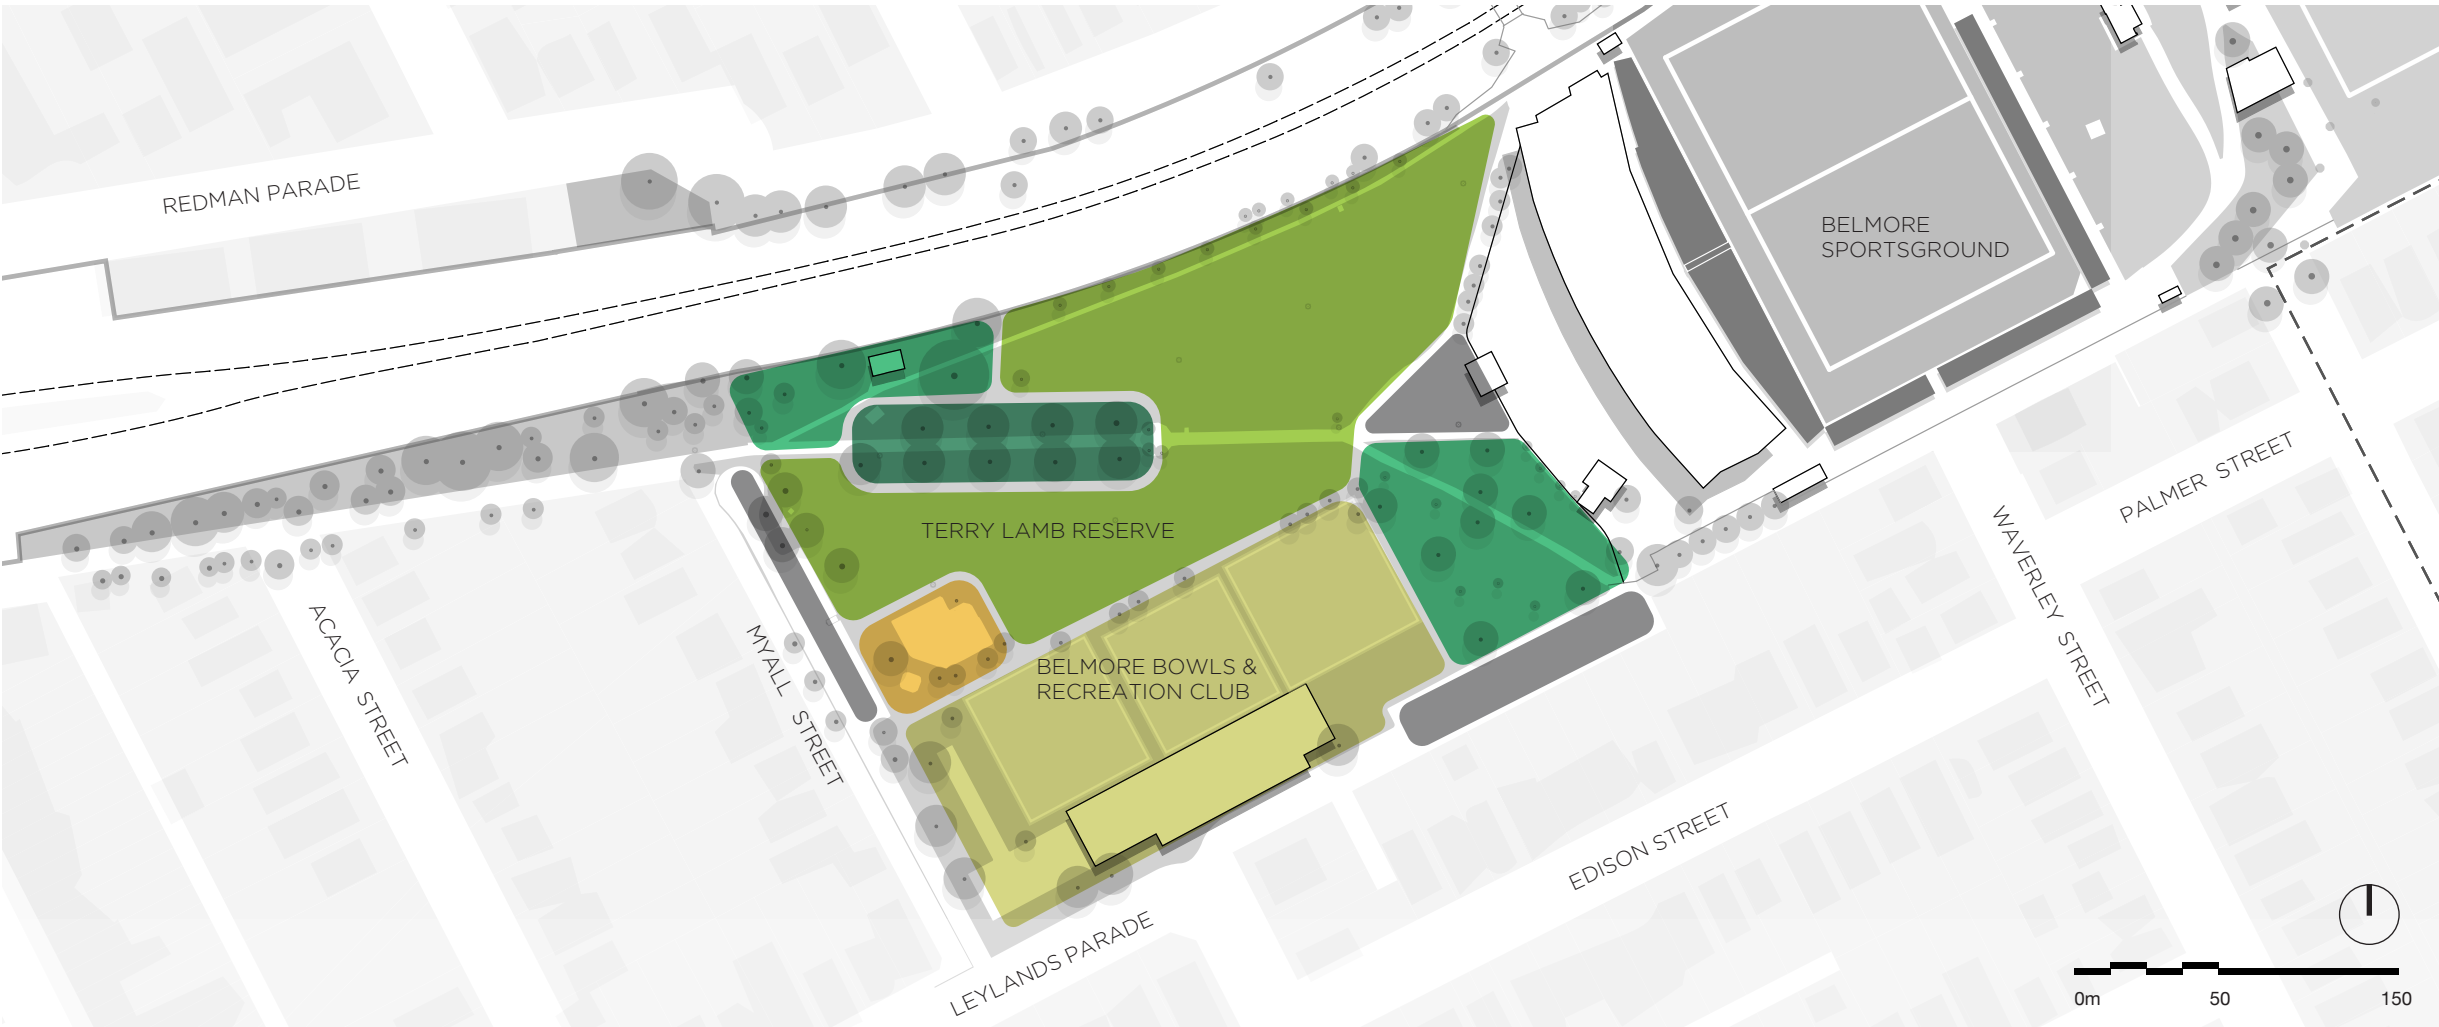 REDMAN PARADE
BELMORE
SPORTSGROUND
PALMER STREET
TERRY LAMB RESERVE
WAVERLEY STREET
ACACIA STREET
MYALL STREET
BELMORE BOWLS &
RECREATION CLUB
EDISON STREET
LEYLANDS PARADE
0m 50 150